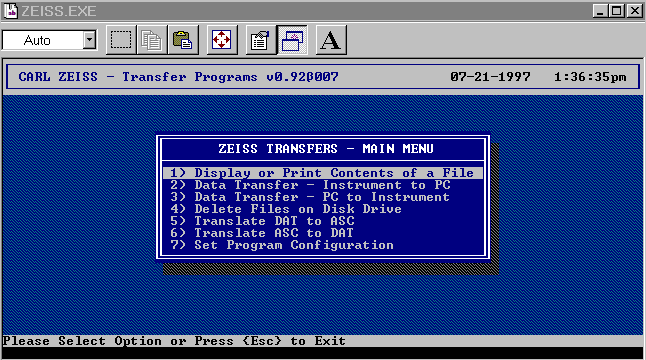 ZEISS.EXE
Auto
A
CARL ZEISS - Transfer Programs v0.92β007 07-21-1997 1:36:35pm
ZEISS TRANSFERS - MAIN MENU
1) Display or Print Contents of a File
2) Data Transfer - Instrument to PC
3) Data Transfer - PC to Instrument
4) Delete Files on Disk Drive
5) Translate DAT to ASC
6) Translate ASC to DAT
7) Set Program Configuration
Please Select Option or Press {Esc} to Exit